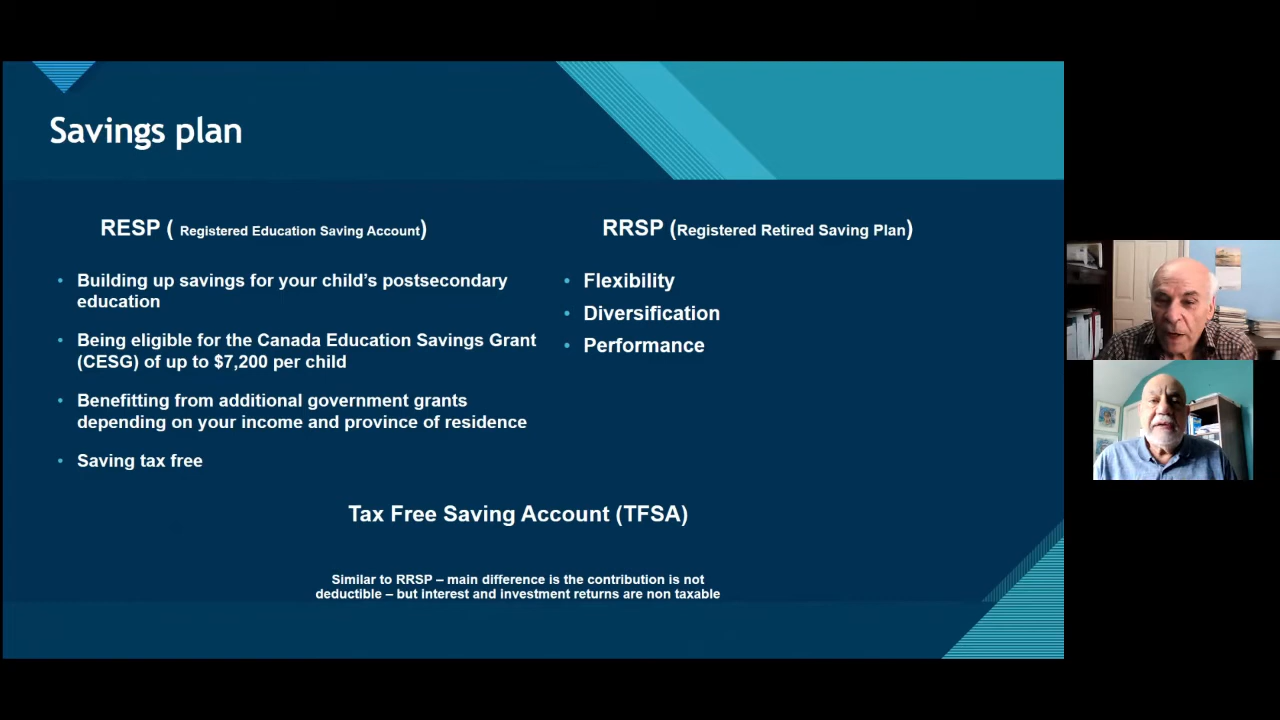 Savings plan
RESP ( Registered Education Saving Account)
Building up savings for your child’s postsecondary
education
Being eligible for the Canada Education Savings Grant
(CESG) of up to $7,200 per child
Benefitting from additional government grants
depending on your income and province of residence
Saving tax free
RRSP (Registered Retired Saving Plan)
Flexibility
Diversification
Performance
Tax Free Saving Account (TFSA)
Similar to RRSP – main difference is the contribution is not
deductible – but interest and investment returns are non taxable